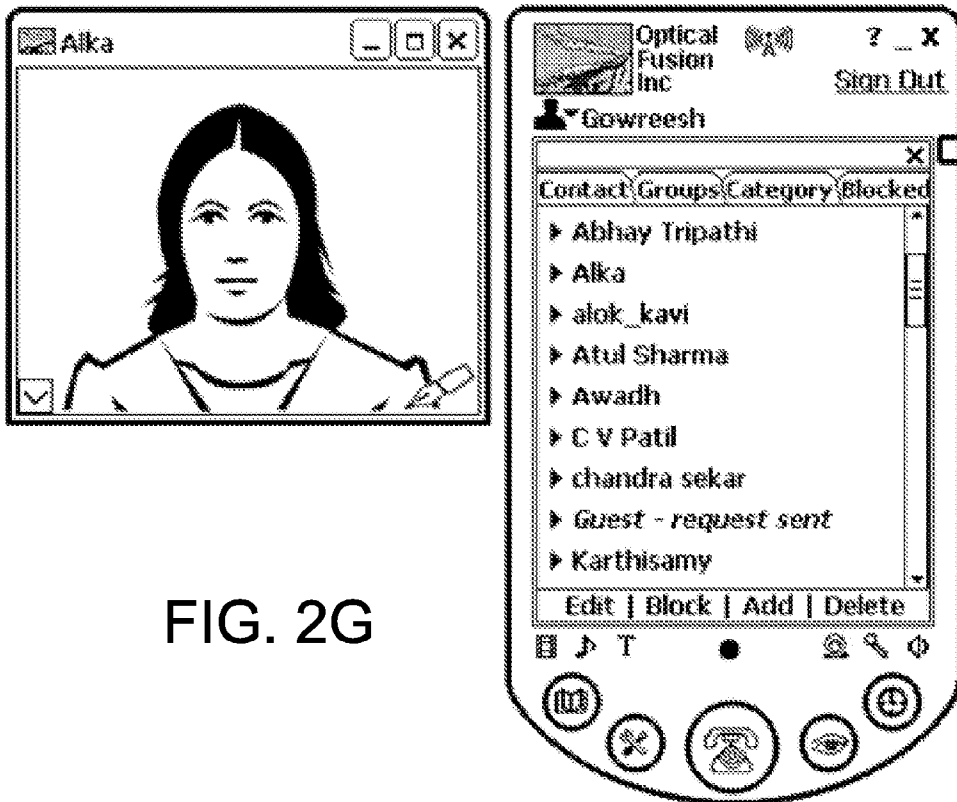 Alka
Optical
Fusion
Inc
? _ X
Sign Out
Gowreesh
Contact Groups Category Blocked
Abhay Tripathi
Alka
alok_kavi
Atul Sharma
Awadh
C V Patil
chandra sekar
Guest - request sent
Karthisamy
Edit | Block | Add | Delete
T
FIG. 2G